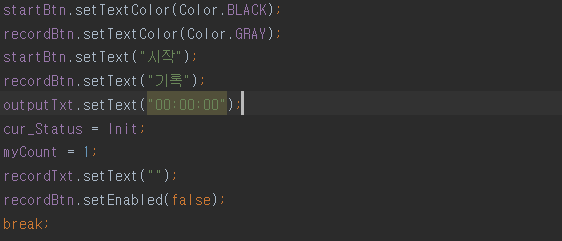 startBtn.setTextColor(Color.BLACK);
recordBtn.setTextColor(Color.GRAY);
startBtn.setText("시작");
recordBtn.setText("기록");
outputTxt.setText("00:00:00");
cur_Status = Init;
myCount = 1;
recordTxt.setText("");
recordBtn.setEnabled(false);
break;